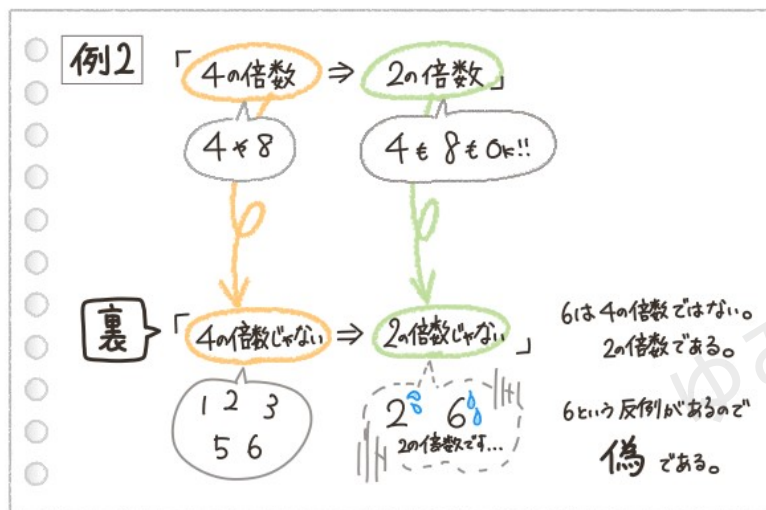 例2
「4の倍数 ⇒ 2の倍数」
4や8
4も8もOK!!
裏
「4の倍数じゃない ⇒ 2の倍数じゃない」
1 2 3
5 6
2 6
2の倍数です...
6は4の倍数ではない。
2の倍数である。
6という反例があるので
偽である。
ゆる